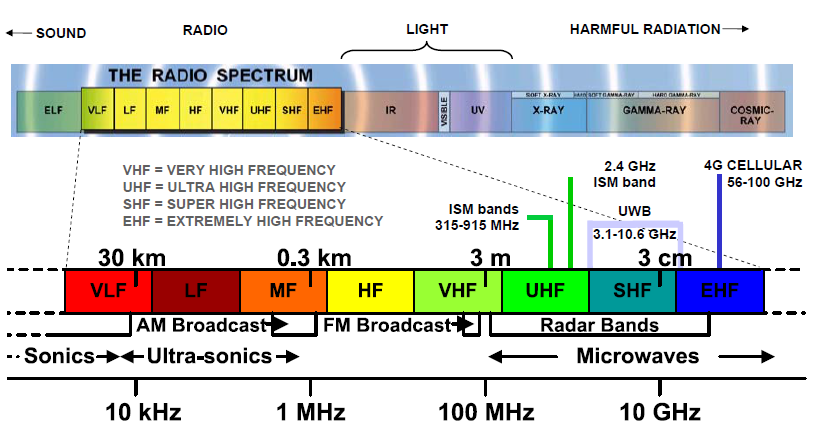 SOUND RADIO LIGHT HARMFUL RADIATION
THE RADIO SPECTRUM
SOFT X-RAY SOFT GAMMA-RAY HARD GAMMA-RAY
ELF VLF LF MF HF VHF UHF SHF EHF IR VISIBLE UV X-RAY GAMMA-RAY COSMIC-
RAY
VHF = VERY HIGH FREQUENCY
UHF = ULTRA HIGH FREQUENCY
SHF = SUPER HIGH FREQUENCY
EHF = EXTREMELY HIGH FREQUENCY
ISM bands
315-915 MHz
2.4 GHz
ISM band
UWB
3.1-10.6 GHz
4G CELLULAR
56-100 GHz
30 km 0.3 km 3 m 3 cm
VLF LF MF HF VHF UHF SHF EHF
AM Broadcast FM Broadcast Radar Bands
Sonics Ultra-sonics Microwaves
10 kHz 1 MHz 100 MHz 10 GHz